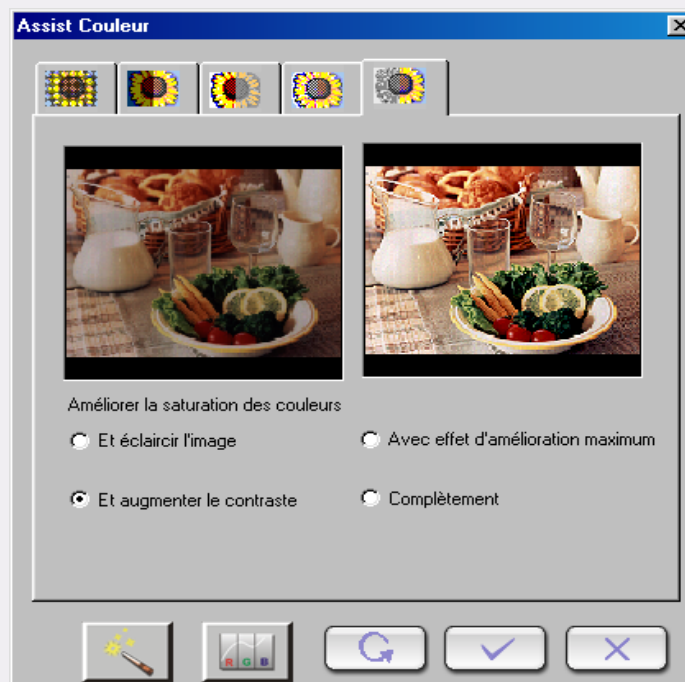 Assist Couleur
Améliorer la saturation des couleurs
Et éclaircir l'image
Avec effet d'amélioration maximum
Et augmenter le contraste
Complètement
R G B